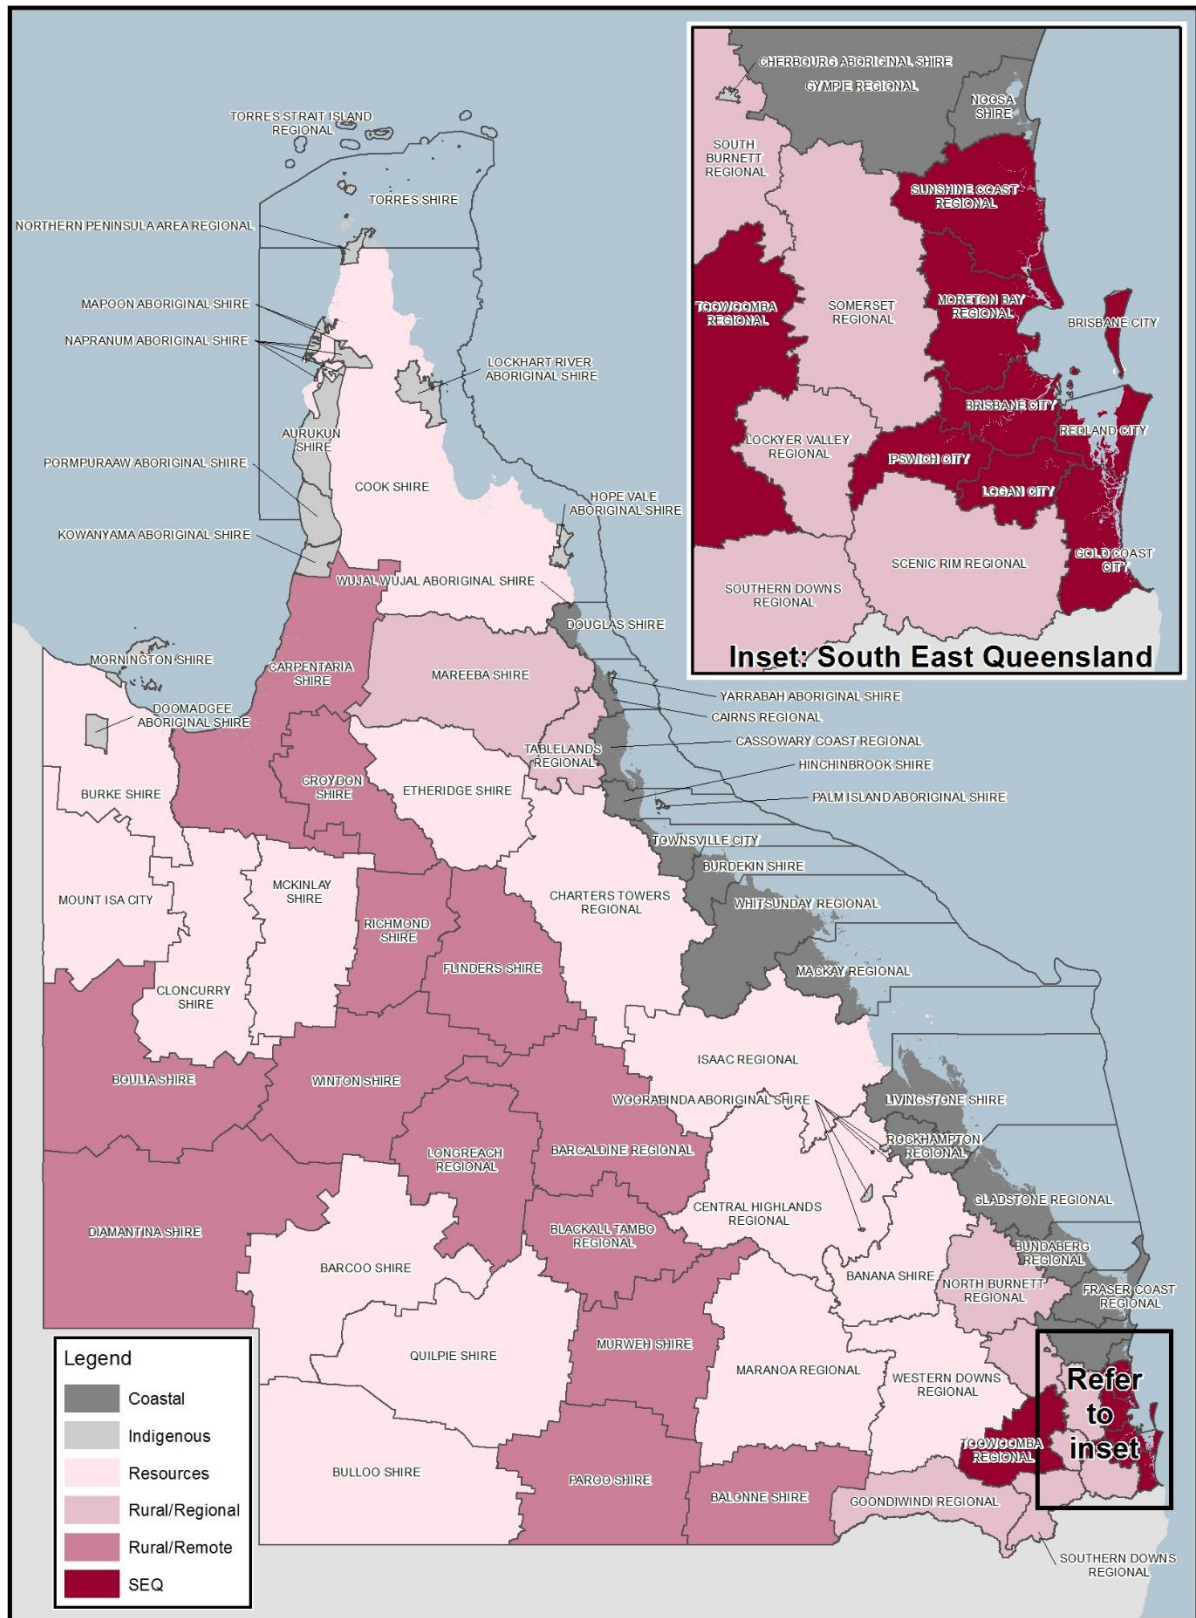 CHERBOURG ABORIGINAL SHIRE
GYMPIE REGIONAL
NOOSA
SHIRE
SOUTH
BURNETT
REGIONAL
SUNSHINE COAST
REGIONAL
TOOWOOMBA
REGIONAL
SOMERSET
REGIONAL
MORETON BAY
REGIONAL
BRISBANE CITY
BRISBANE CITY
REDLAND CITY
LOCKYER VALLEY
REGIONAL
IPSWICH CITY
LOGAN CITY
SCENIC RIM REGIONAL
GOLD COAST
CITY
SOUTHERN DOWNS
REGIONAL
Inset: South East Queensland
TORRES STRAIT ISLAND
REGIONAL
TORRES SHIRE
NORTHERN PENINSULA AREA REGIONAL
MAPOON ABORIGINAL SHIRE
NAPRANUM ABORIGINAL SHIRE
LOCKHART RIVER
ABORIGINAL SHIRE
AURUKUN
SHIRE
PORMPURAAW ABORIGINAL SHIRE
COOK SHIRE
HOPE VALE
ABORIGINAL SHIRE
KOWANYAMA ABORIGINAL SHIRE
WUJAL WUJAL ABORIGINAL SHIRE
DOUGLAS SHIRE
MORNINGTON SHIRE
CARPENTARIA
SHIRE
MAREEBA SHIRE
YARRABAH ABORIGINAL SHIRE
CAIRNS REGIONAL
DOOMADGEE
ABORIGINAL SHIRE
CASSOWARY COAST REGIONAL
TABLELANDS
REGIONAL
HINCHINBROOK SHIRE
BURKE SHIRE
CROYDON
SHIRE
ETHERIDGE SHIRE
PALM ISLAND ABORIGINAL SHIRE
TOWNSVILLE CITY
BURDEKIN SHIRE
MOUNT ISA CITY
MCKINLAY
SHIRE
CHARTERS TOWERS
REGIONAL
WHITSUNDAY REGIONAL
RICHMOND
SHIRE
FLINDERS SHIRE
MACKAY REGIONAL
CLONCURRY
SHIRE
ISAAC REGIONAL
BOULIA SHIRE
WINTON SHIRE
WOORABINDA ABORIGINAL SHIRE
LIVINGSTONE SHIRE
ROCKHAMPTON
REGIONAL
LONGREACH
REGIONAL
BARCALDINE REGIONAL
CENTRAL HIGHLANDS
REGIONAL
GLADSTONE REGIONAL
DIAMANTINA SHIRE
BLACKALL TAMBO
REGIONAL
BUNDABERG
REGIONAL
BARCOO SHIRE
BANANA SHIRE
NORTH BURNETT
REGIONAL
FRASER COAST
REGIONAL
QUILPIE SHIRE
MURWEH SHIRE
MARANOA REGIONAL
WESTERN DOWNS
REGIONAL
Refer
to
inset
TOOWOOMBA
REGIONAL
BULLOO SHIRE
PAROO SHIRE
BALONNE SHIRE
GOONDIWINDI REGIONAL
SOUTHERN DOWNS
REGIONAL
Legend
Coastal
Indigenous
Resources
Rural/Regional
Rural/Remote
SEQ